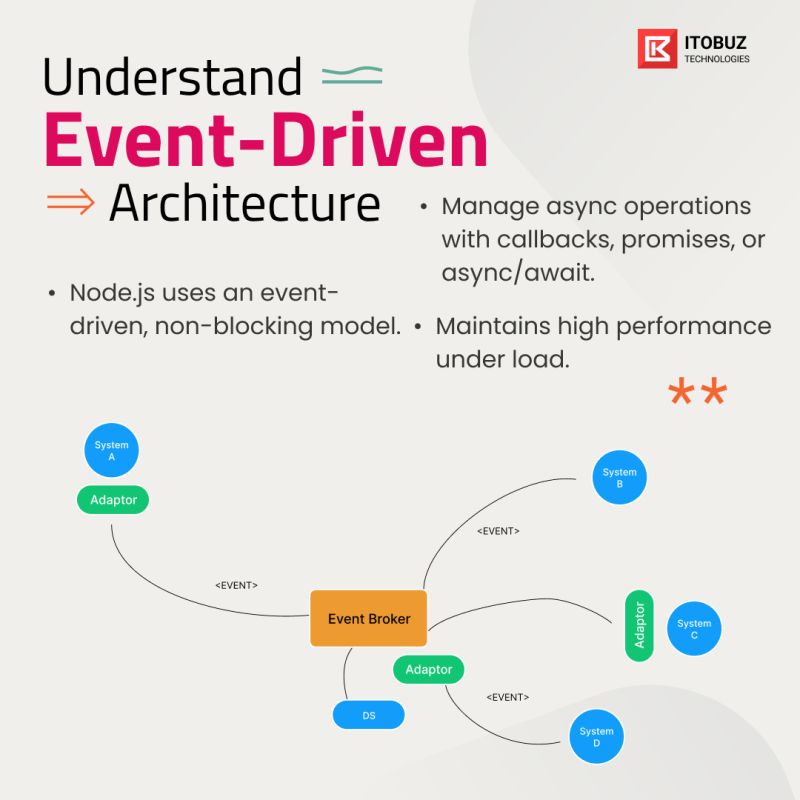 ITOBUZ
TECHNOLOGIES
Understand
Event-Driven
Architecture
• Node.js uses an event-
driven, non-blocking model.
• Manage async operations
with callbacks, promises, or
async/await.
• Maintains high performance
under load.
**
System
A
Adaptor
<EVENT>
System
B
<EVENT>
Event Broker
Adaptor
System
C
Adaptor
<EVENT>
DS
System
D